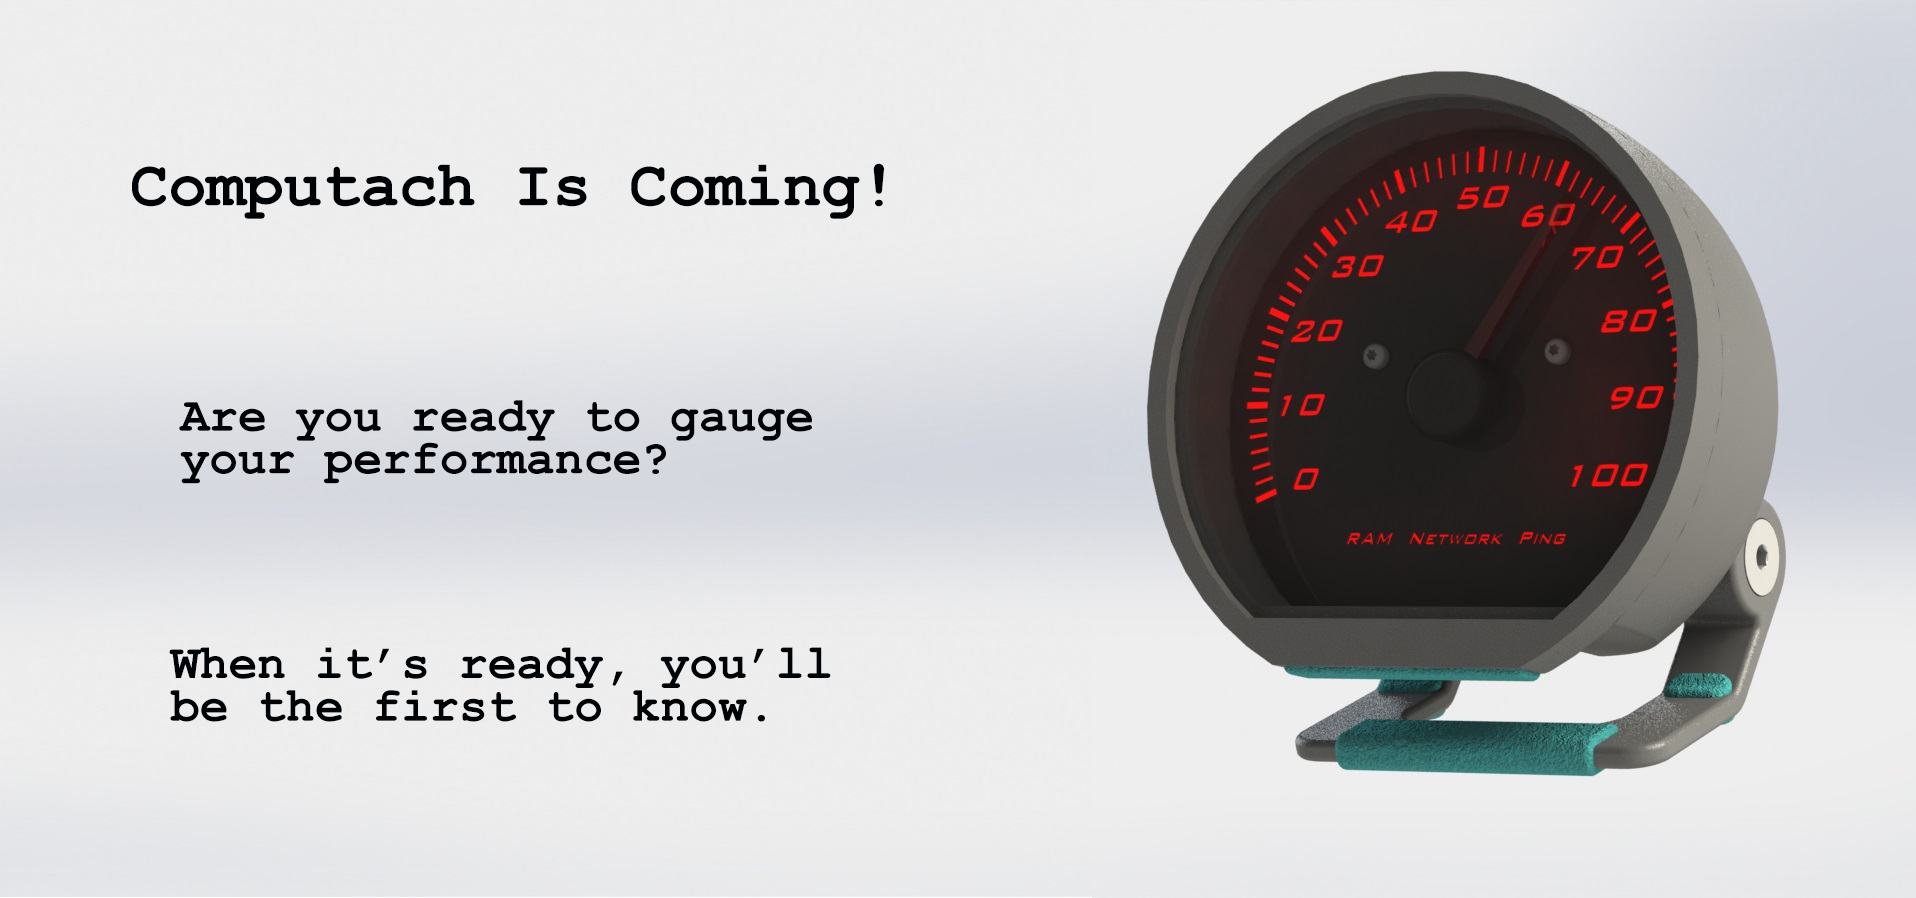 Computach Is Coming!
Are you ready to gauge
your performance?
When it’s ready, you’ll
be the first to know.
50
40
60
30
70
20
80
10
90
0
100
RAM Network Ping